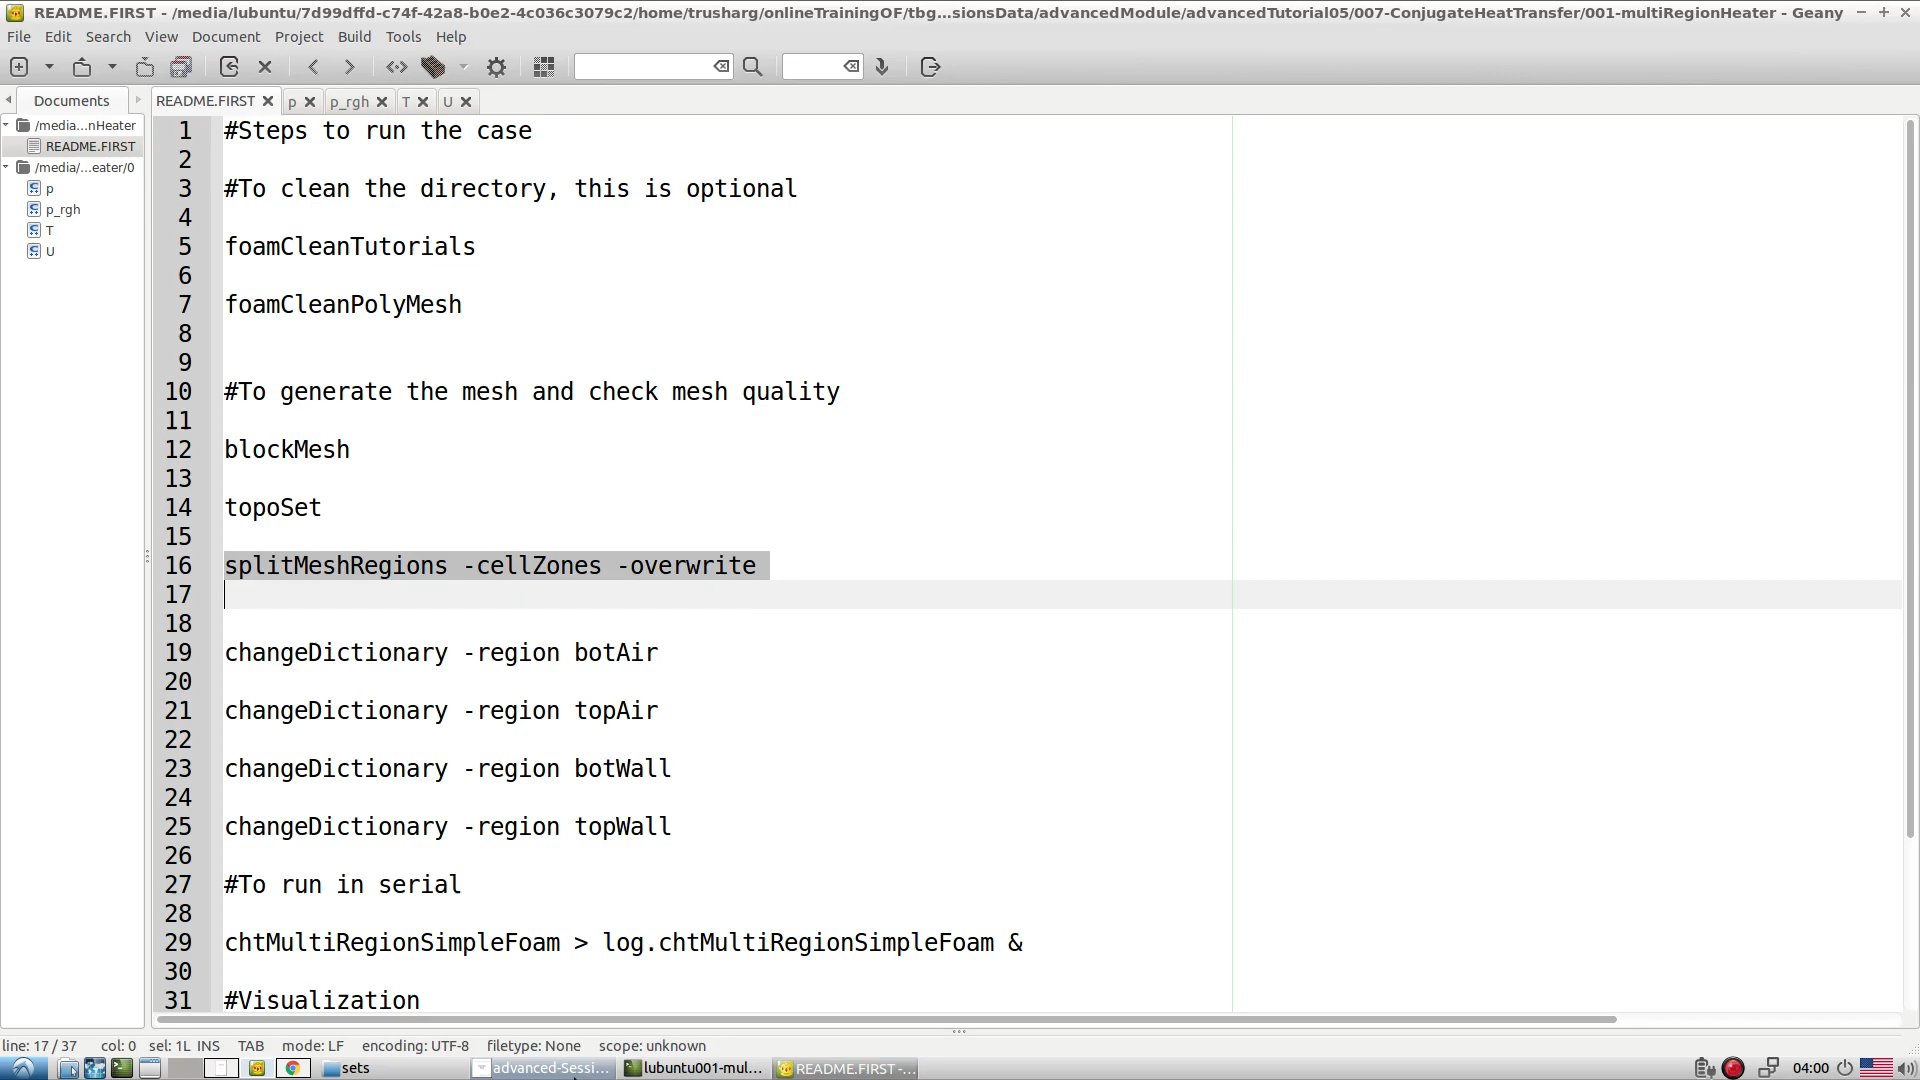 README.FIRST - /media/lubuntu/7d99dffd-c74f-42a8-b0e2-4c036c3079c2/home/trusharg/onlineTrainingOF/tbg...sionsData/advancedModule/advancedTutorial05/007-ConjugateHeatTransfer/001-multiRegionHeater - Geany
File Edit Search View Document Project Build Tools Help
Documents
README.FIRST p p_rgh T U
/media...nHeater
README.FIRST
/media/...eater/0
p
p_rgh
T
U
1 #Steps to run the case
2
3 #To clean the directory, this is optional
4
5 foamCleanTutorials
6
7 foamCleanPolyMesh
8
9
10 #To generate the mesh and check mesh quality
11
12 blockMesh
13
14 topoSet
15
16 splitMeshRegions -cellZones -overwrite
17
18
19 changeDictionary -region botAir
20
21 changeDictionary -region topAir
22
23 changeDictionary -region botWall
24
25 changeDictionary -region topWall
26
27 #To run in serial
28
29 chtMultiRegionSimpleFoam > log.chtMultiRegionSimpleFoam &
30
31 #Visualization
line: 17 / 37 col: 0 sel: 1L INS TAB mode: LF encoding: UTF-8 filetype: None scope: unknown
sets advanced-Sessi... lubuntu001-mul... README.FIRST -... 04:00